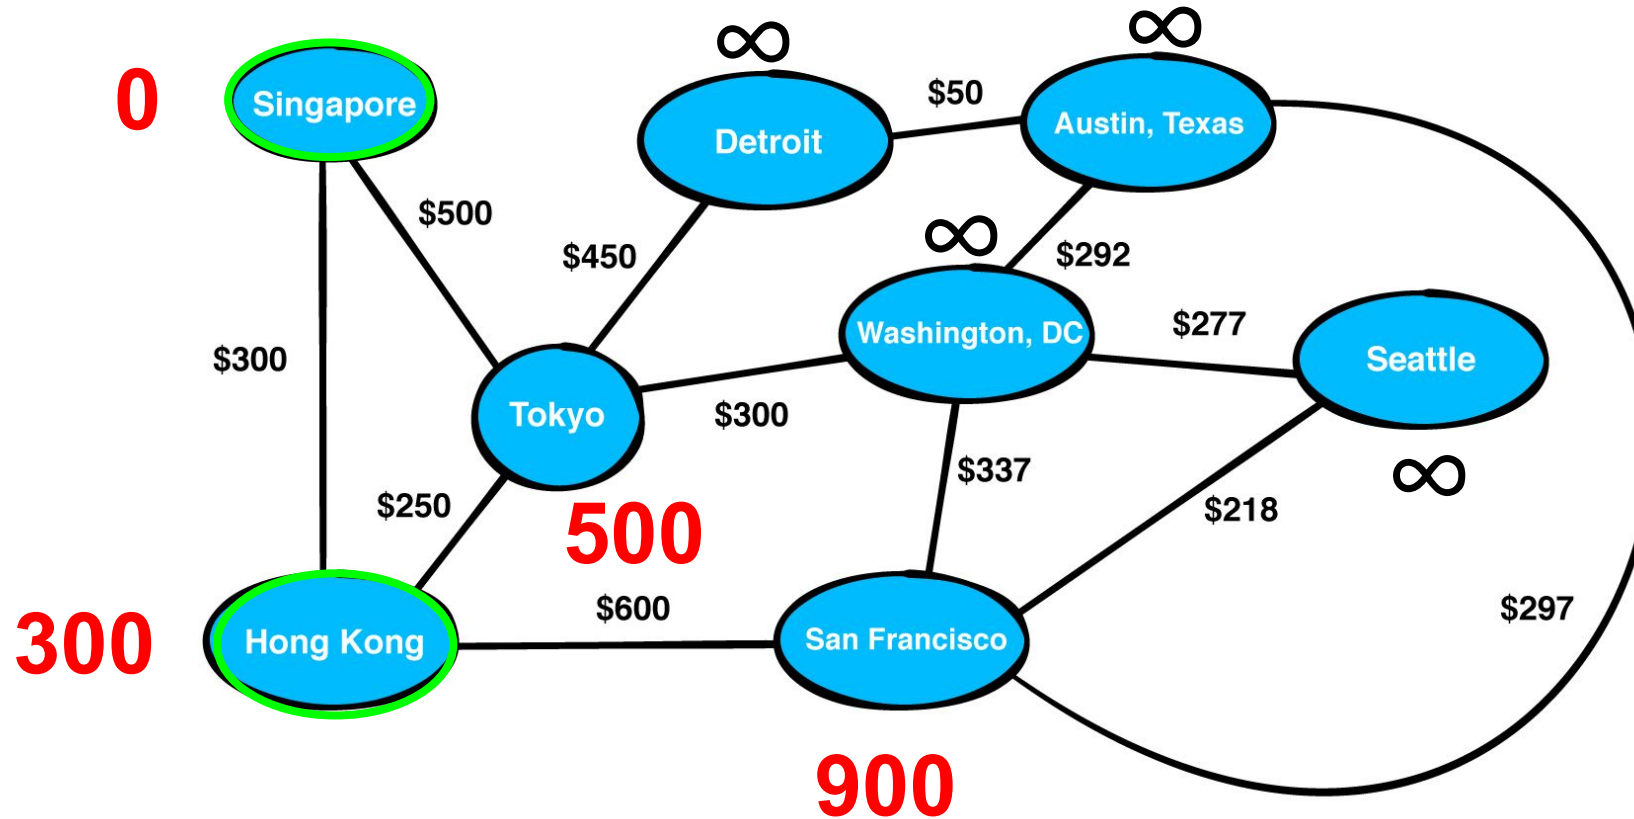 ∞
∞
0
Singapore
$50
Detroit
Austin, Texas
$500
∞
$450
$292
$300
Washington, DC
$277
Seattle
Tokyo
$300
$337
∞
$250
500
$218
$600
$297
300
Hong Kong
San Francisco
900